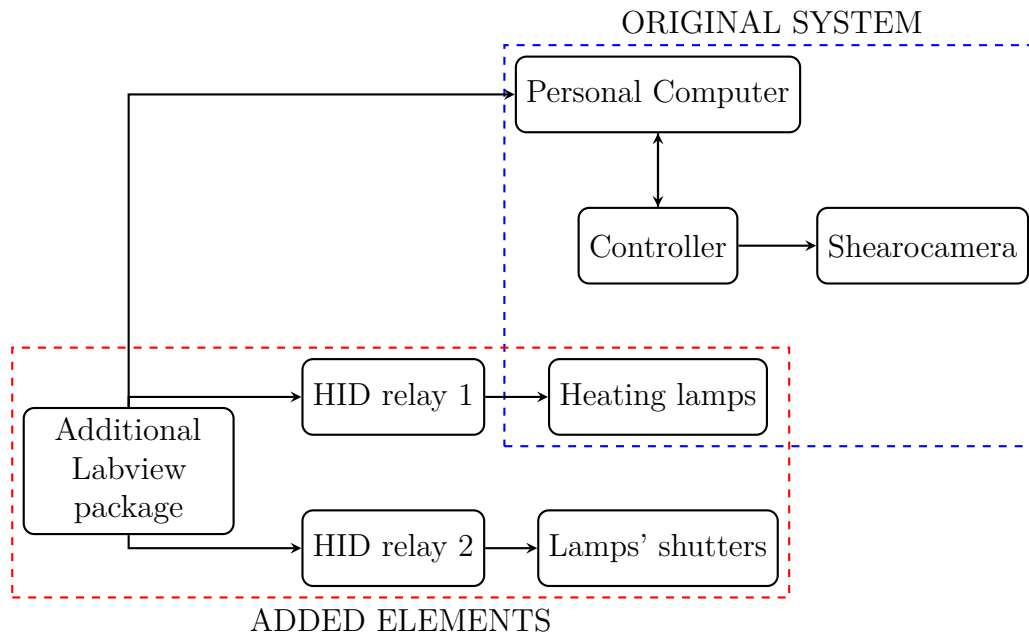 ORIGINAL SYSTEM
Personal Computer
Controller
Shearocamera
HID relay 1
Heating lamps
Additional
Labview
package
HID relay 2
Lamps’ shutters
ADDED ELEMENTS